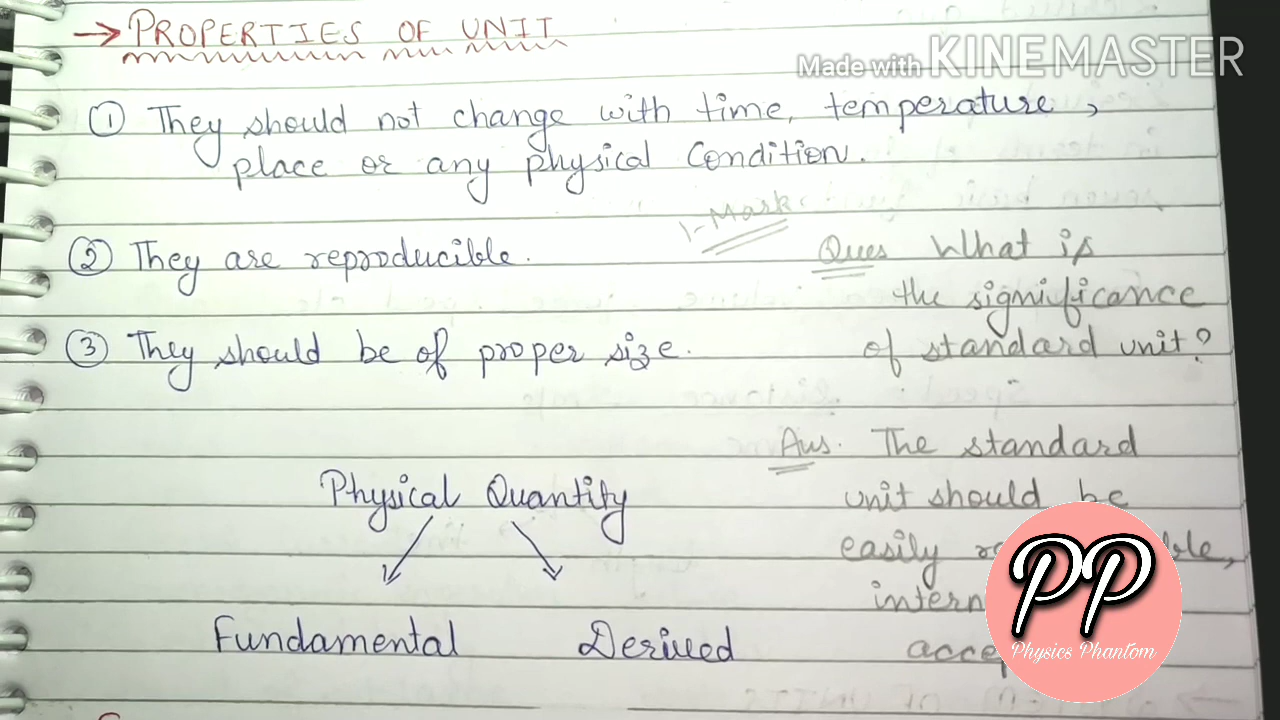 → PROPERTIES OF UNIT
Made with KINEMASTER
① They should not change with time, temperature,
place or any physical Condition.
② They are reproducible.
③ They should be of proper size.
1-Mark
Ques What is
the significance
of standard unit?
Ans. The standard
unit should be
easily
Physical Quantity
Fundamental Derived
PP
Physics Phantom